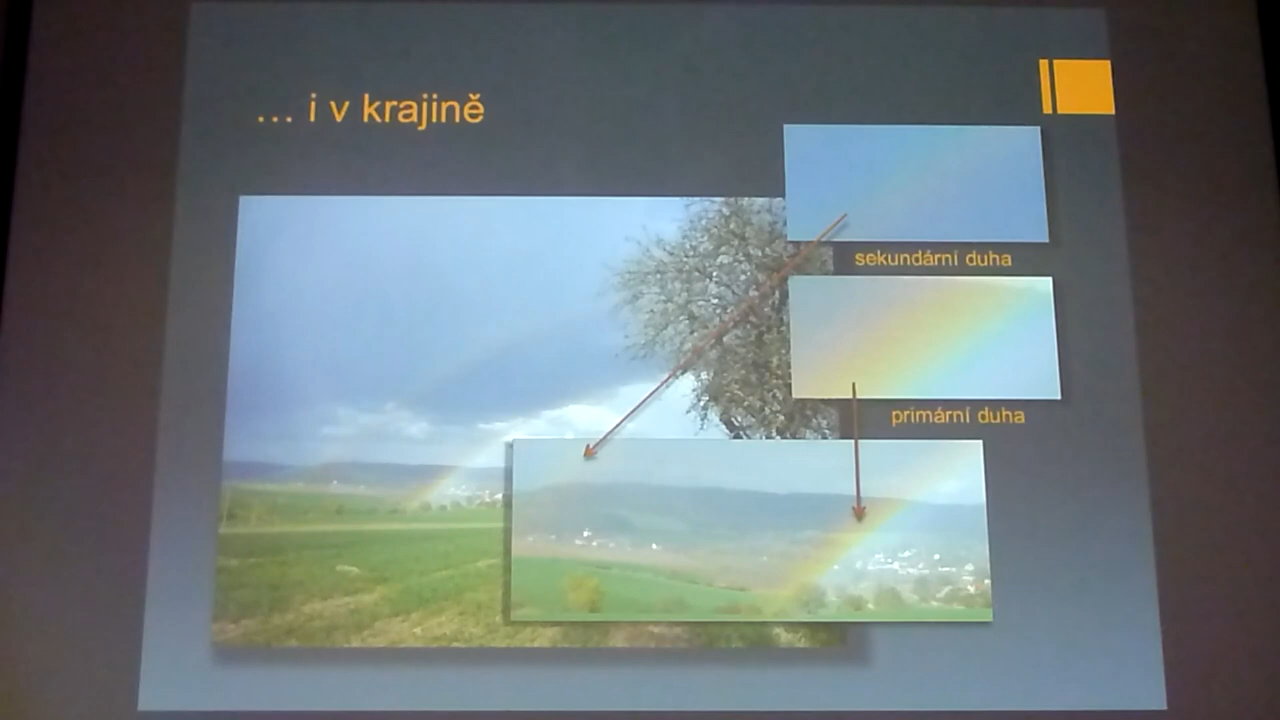 ... i v krajině
sekundární duha
primární duha